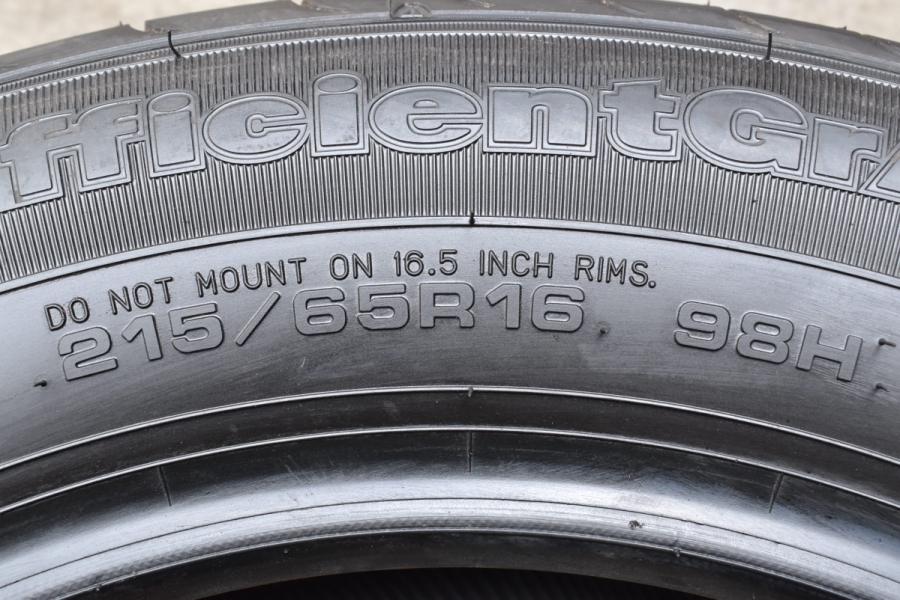 fficientGr
DO NOT MOUNT ON 16.5 INCH RIMS.
215/65R16 98H